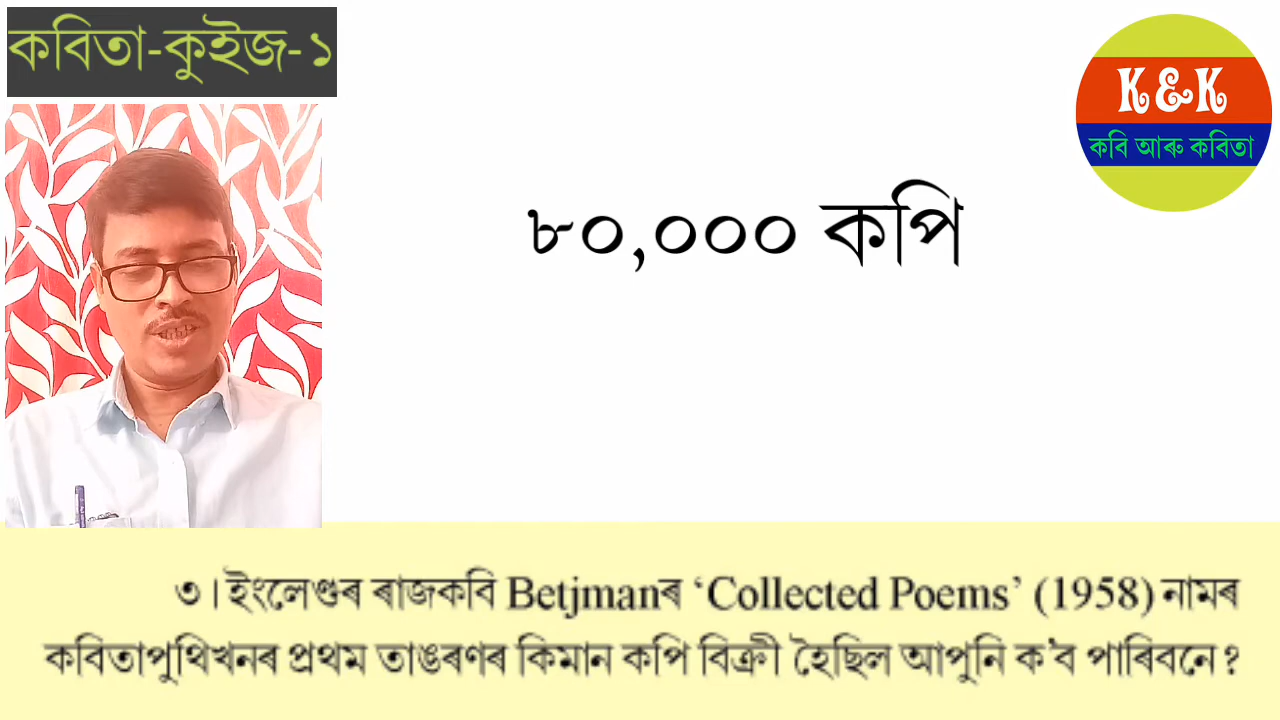 কবিতা-কুইজ-১
K&K
কবি আৰু কবিতা
৮০,০০০ কপি
৩। ইংলেণ্ডৰ ৰাজকবি Betjmanৰ ‘Collected Poems’ (1958) নামৰ
কবিতাপুথিখনৰ প্ৰথম তাঙৰণৰ কিমান কপি বিক্ৰী হৈছিল আপুনি ক’ব পাৰিবনে?